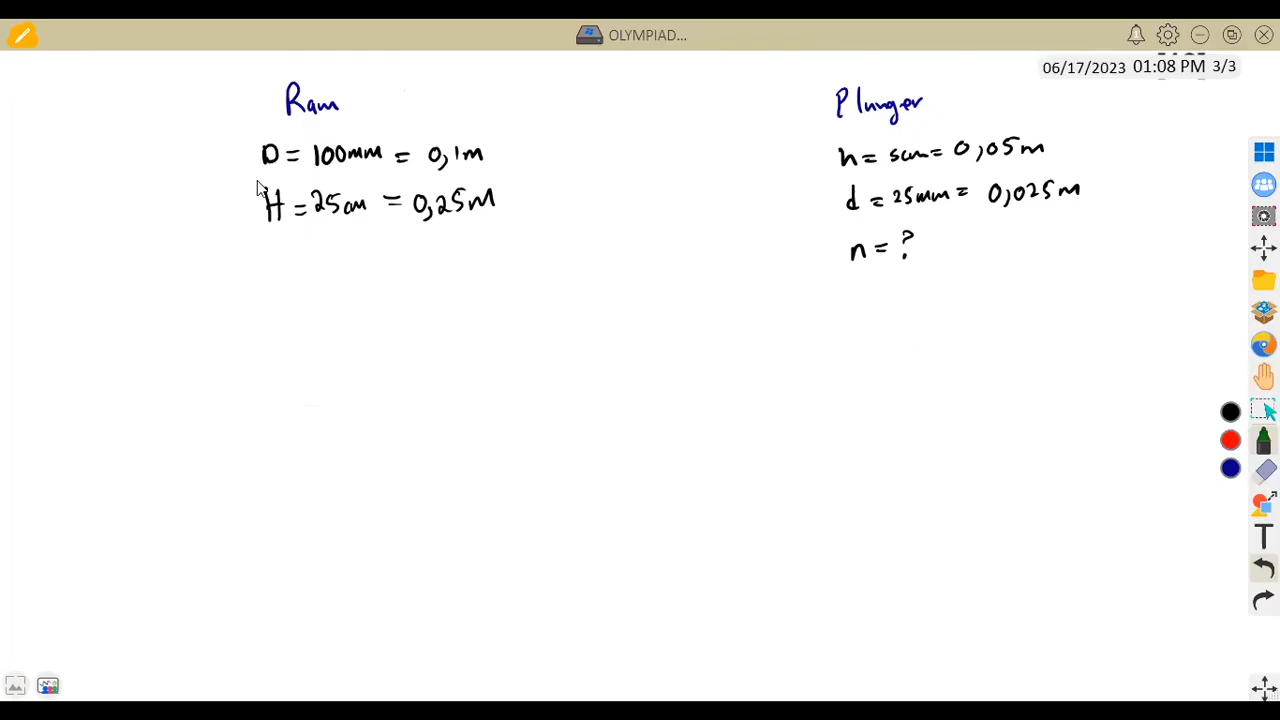 OLYMPIAD...
06/17/2023 01:08 PM 3/3
Ram
D = 100mm = 0,1m
H = 25cm = 0,25m
Plunger
h = 5cm = 0,05m
d = 25mm = 0,025m
n = ?
T